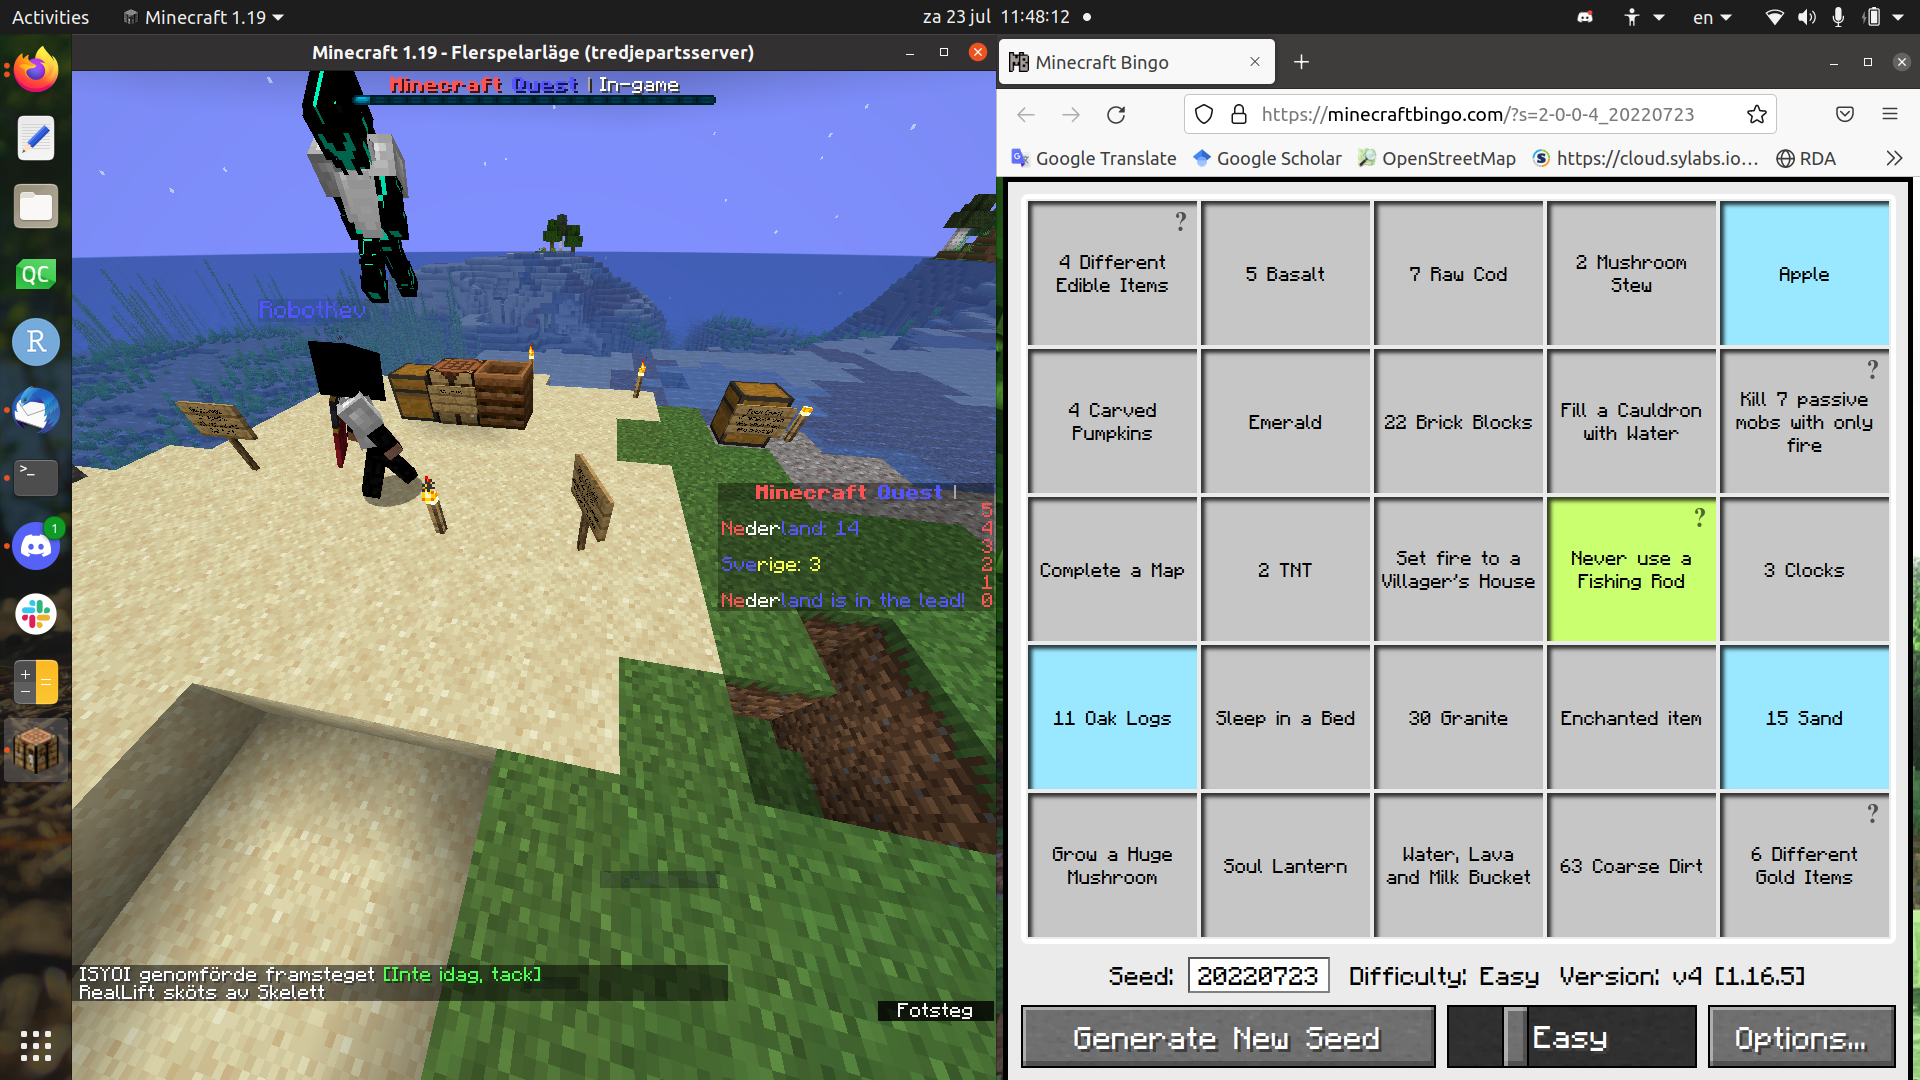 Activities
Minecraft 1.19
za 23 jul 11:48:12
en
Minecraft 1.19 - Flerspelarläge (tredjepartsserver)
Minecraft Quest | In-game
Robothev
Minecraft Quest |
5
Nederland: 14 4
3
Sverige: 3 2
1
Nederland is in the lead! 0
ISYOI genomförde framsteget [Inte idag, tack]
RealLift sköts av Skelett
Fotsteg
QC
R
1
Minecraft Bingo
https://minecraftbingo.com/?s=2-0-0-4_20220723
Google Translate
Google Scholar
OpenStreetMap
https://cloud.sylabs.io...
RDA
?
4 Different
Edible Items
5 Basalt
7 Raw Cod
2 Mushroom
Stew
Apple
4 Carved
Pumpkins
Emerald
22 Brick Blocks
Fill a Cauldron
with Water
?
Kill 7 passive
mobs with only
fire
Complete a Map
2 TNT
Set fire to a
Villager's House
?
Never use a
Fishing Rod
3 Clocks
11 Oak Logs
Sleep in a Bed
30 Granite
Enchanted item
15 Sand
Grow a Huge
Mushroom
Soul Lantern
Water, Lava
and Milk Bucket
63 Coarse Dirt
?
6 Different
Gold Items
Seed: 20220723 Difficulty: Easy Version: v4 [1.16.5]
Generate New Seed
Easy
Options...